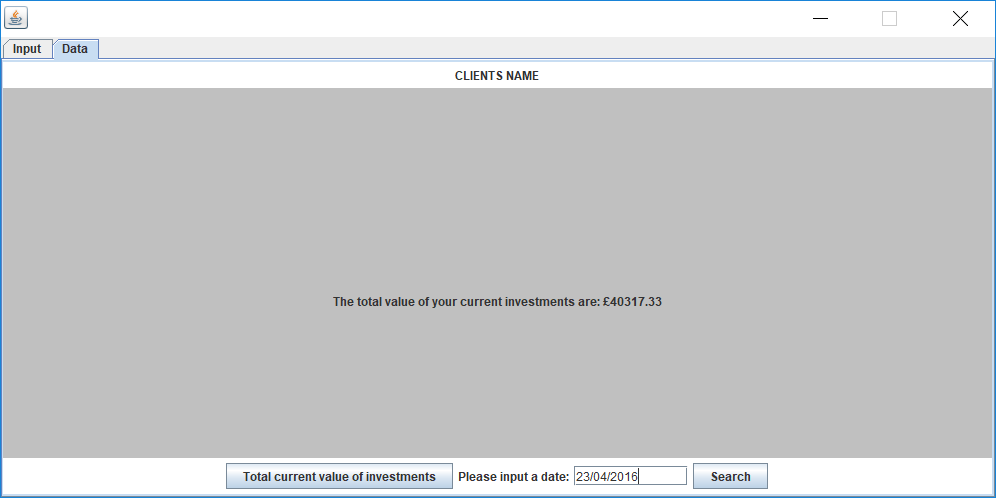 Input Data
CLIENTS NAME
The total value of your current investments are: £40317.33
Total current value of investments Please input a date: 23/04/2016 Search